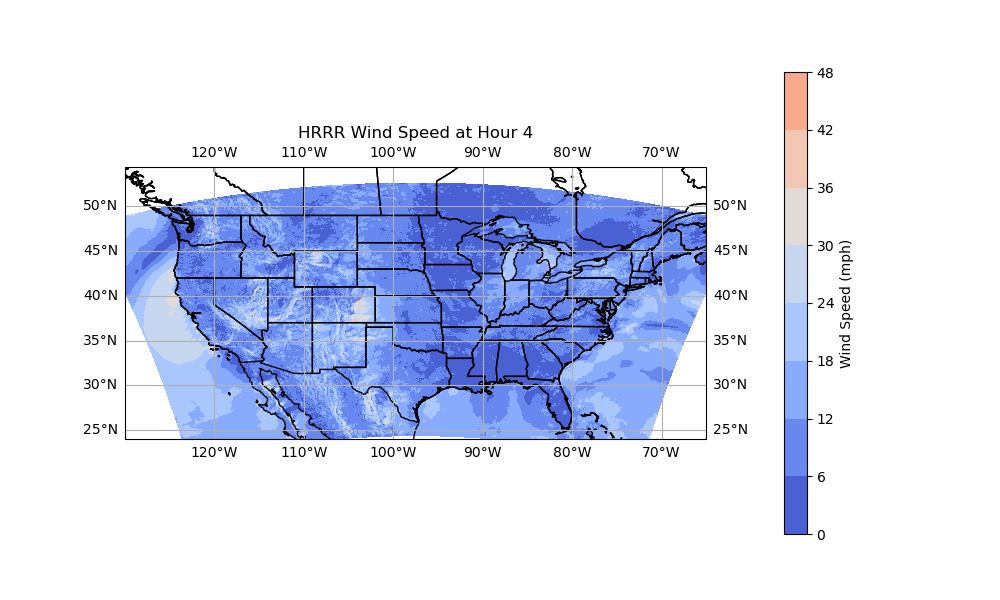 HRRR Wind Speed at Hour 4
120°W 110°W 100°W 90°W 80°W 70°W
50°N 50°N
45°N 45°N
40°N 40°N
35°N 35°N
30°N 30°N
25°N 25°N
120°W 110°W 100°W 90°W 80°W 70°W
48
42
36
30
24
18
12
6
0
Wind Speed (mph)